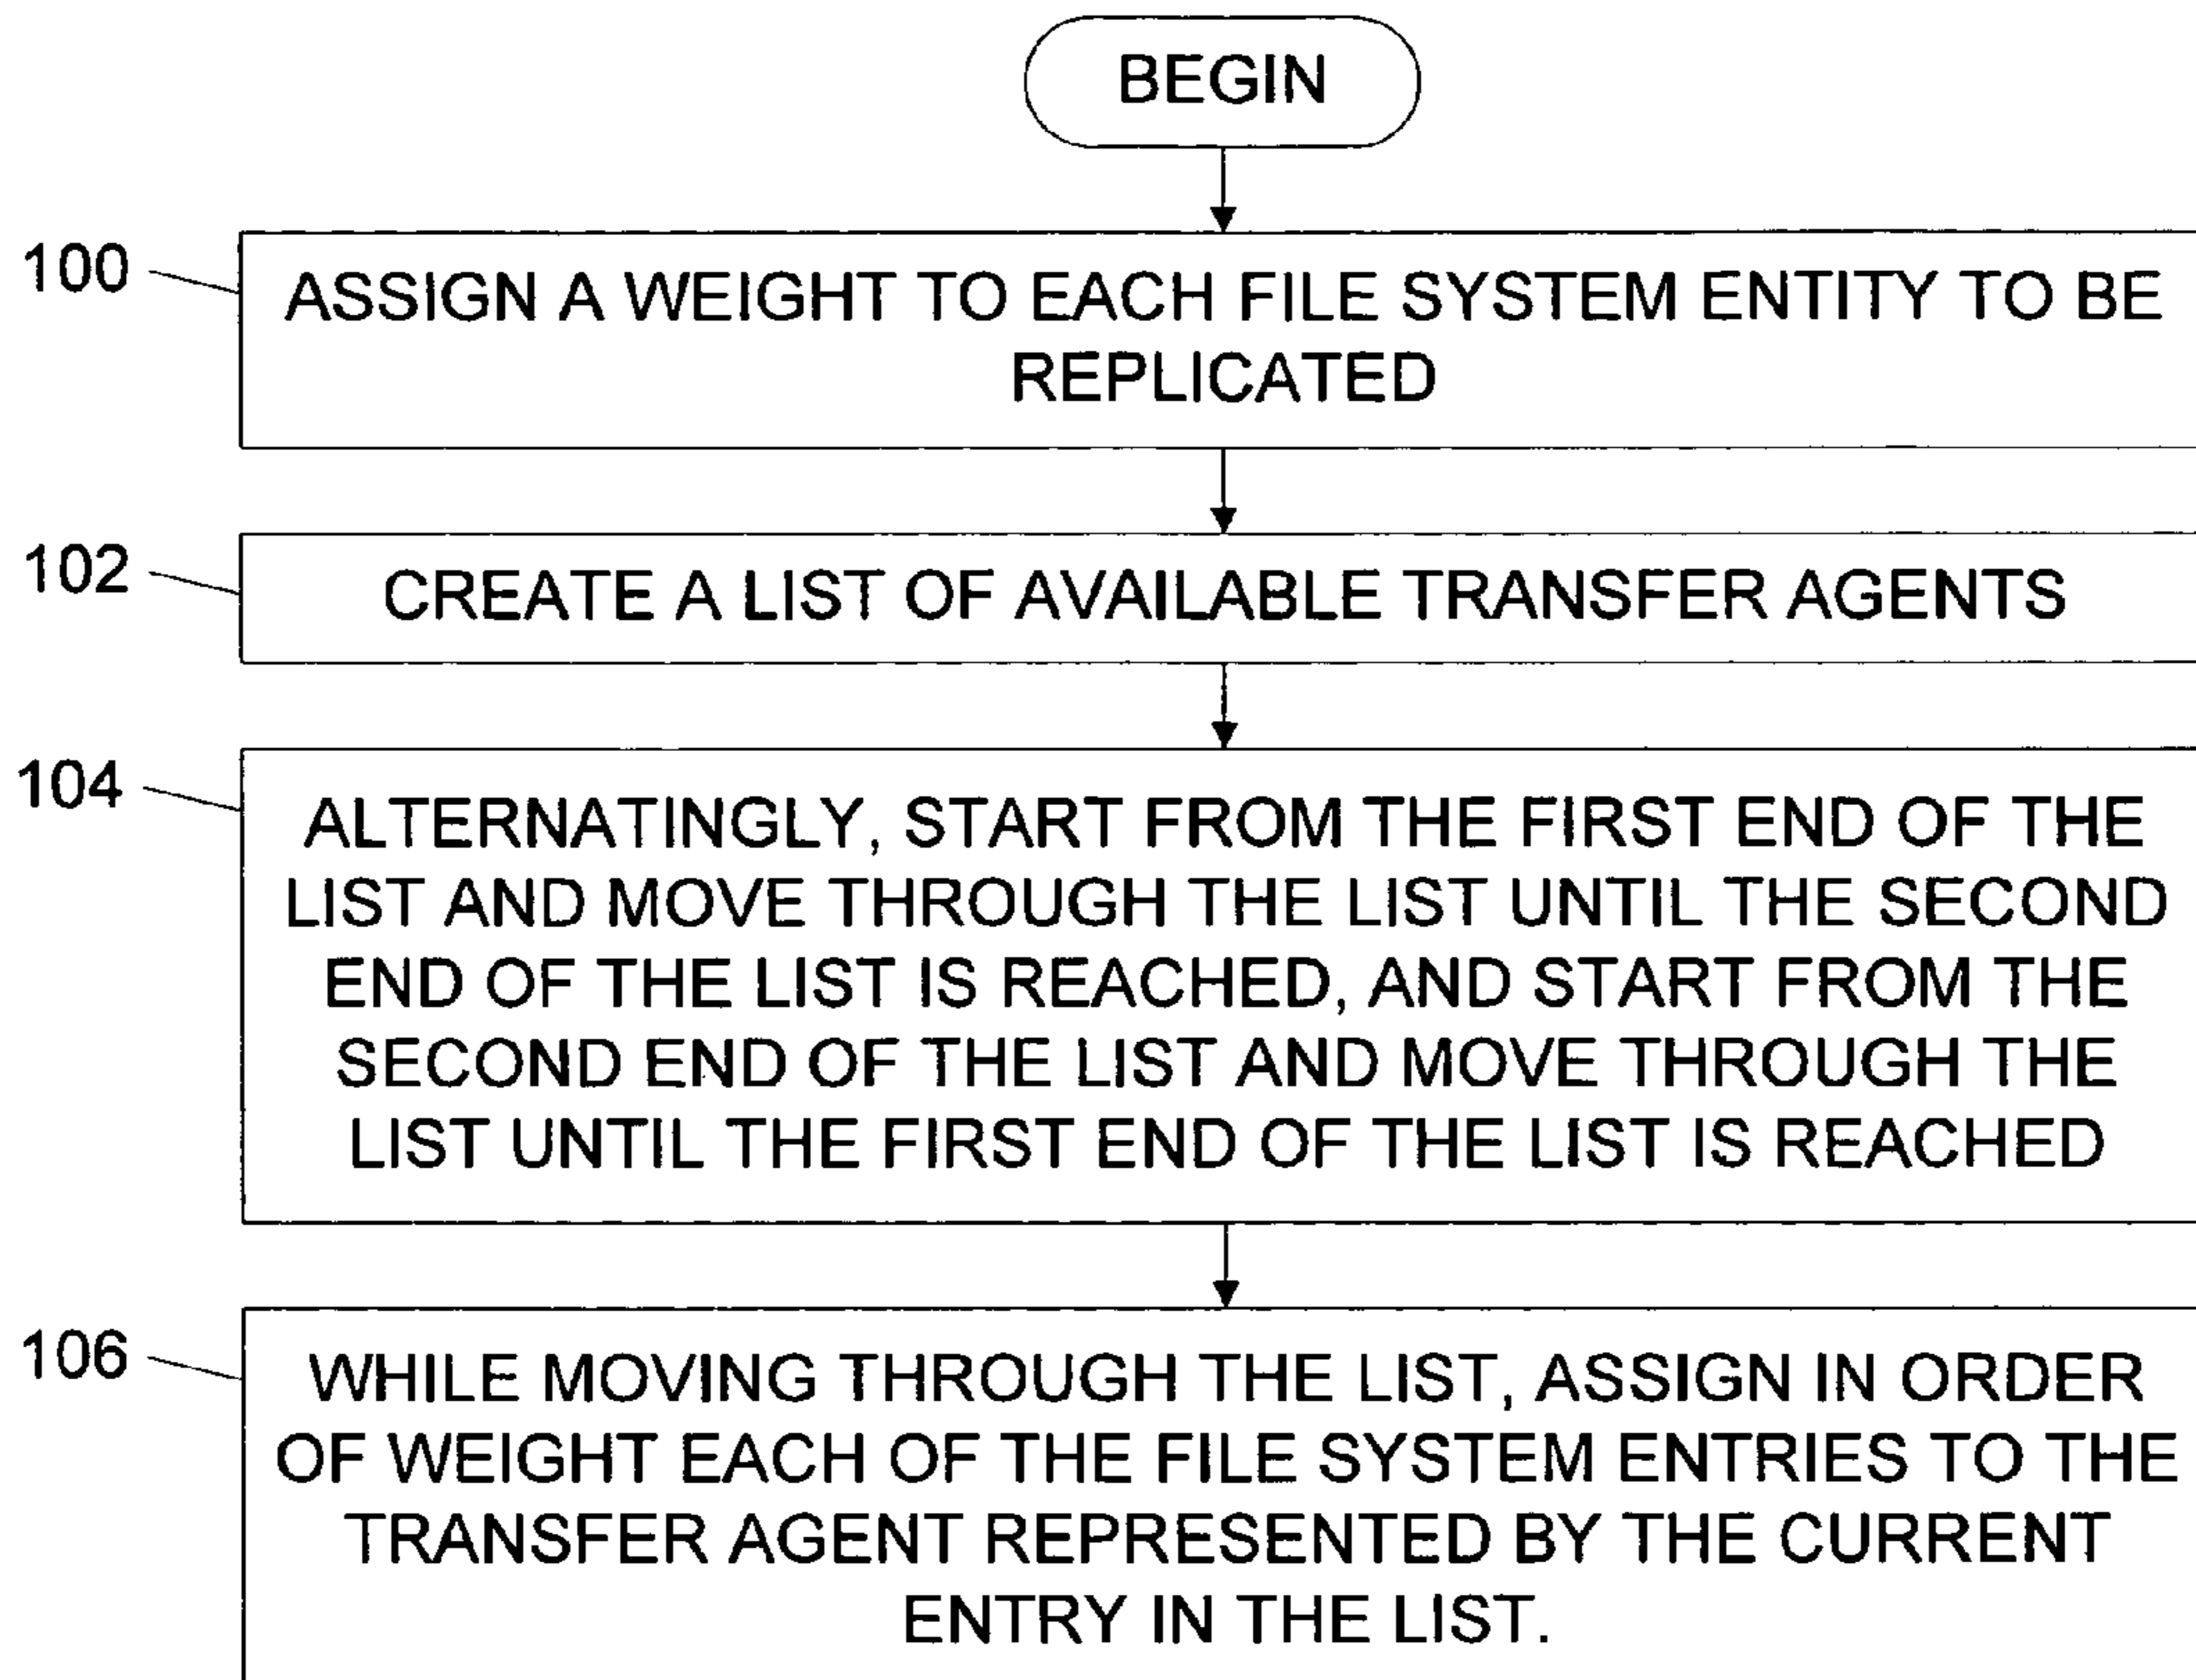 BEGIN
100
ASSIGN A WEIGHT TO EACH FILE SYSTEM ENTITY TO BE
REPLICATED
102
CREATE A LIST OF AVAILABLE TRANSFER AGENTS
104
ALTERNATINGLY, START FROM THE FIRST END OF THE
LIST AND MOVE THROUGH THE LIST UNTIL THE SECOND
END OF THE LIST IS REACHED, AND START FROM THE
SECOND END OF THE LIST AND MOVE THROUGH THE
LIST UNTIL THE FIRST END OF THE LIST IS REACHED
106
WHILE MOVING THROUGH THE LIST, ASSIGN IN ORDER
OF WEIGHT EACH OF THE FILE SYSTEM ENTRIES TO THE
TRANSFER AGENT REPRESENTED BY THE CURRENT
ENTRY IN THE LIST.